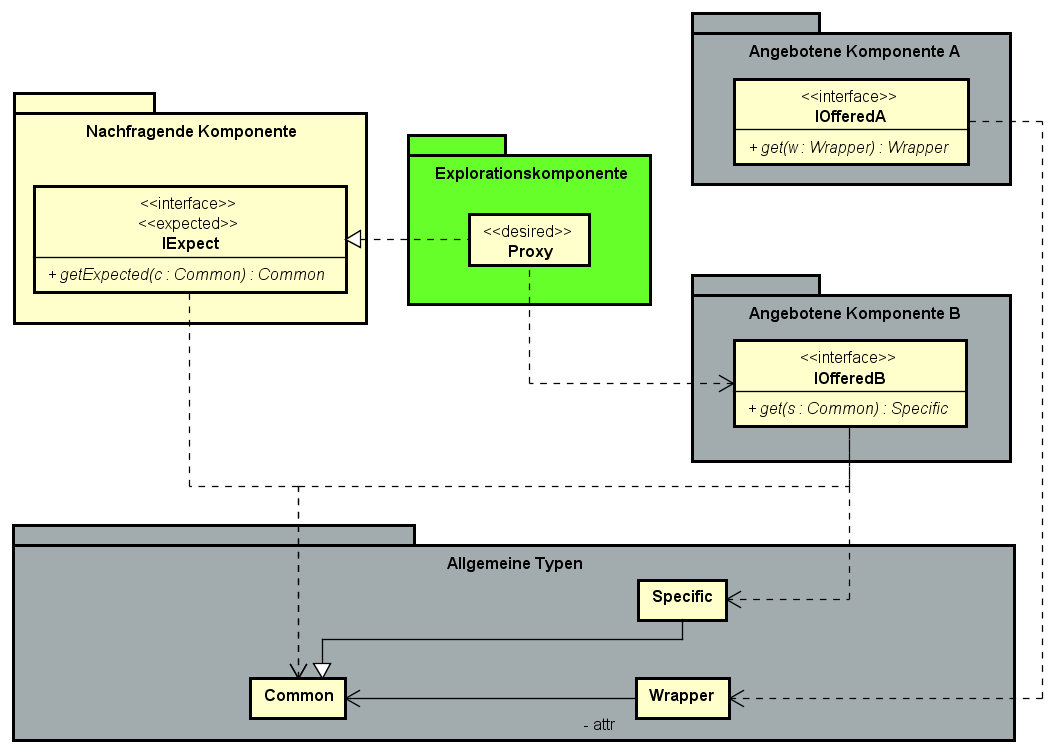 Nachfragende Komponente
<<interface>>
<<expected>>
IExpect
+ getExpected(c : Common) : Common
Explorationskomponente
<<desired>>
Proxy
Angebotene Komponente A
<<interface>>
IOfferedA
+ get(w : Wrapper) : Wrapper
Angebotene Komponente B
<<interface>>
IOfferedB
+ get(s : Common) : Specific
Allgemeine Typen
Specific
Common
Wrapper
- attr